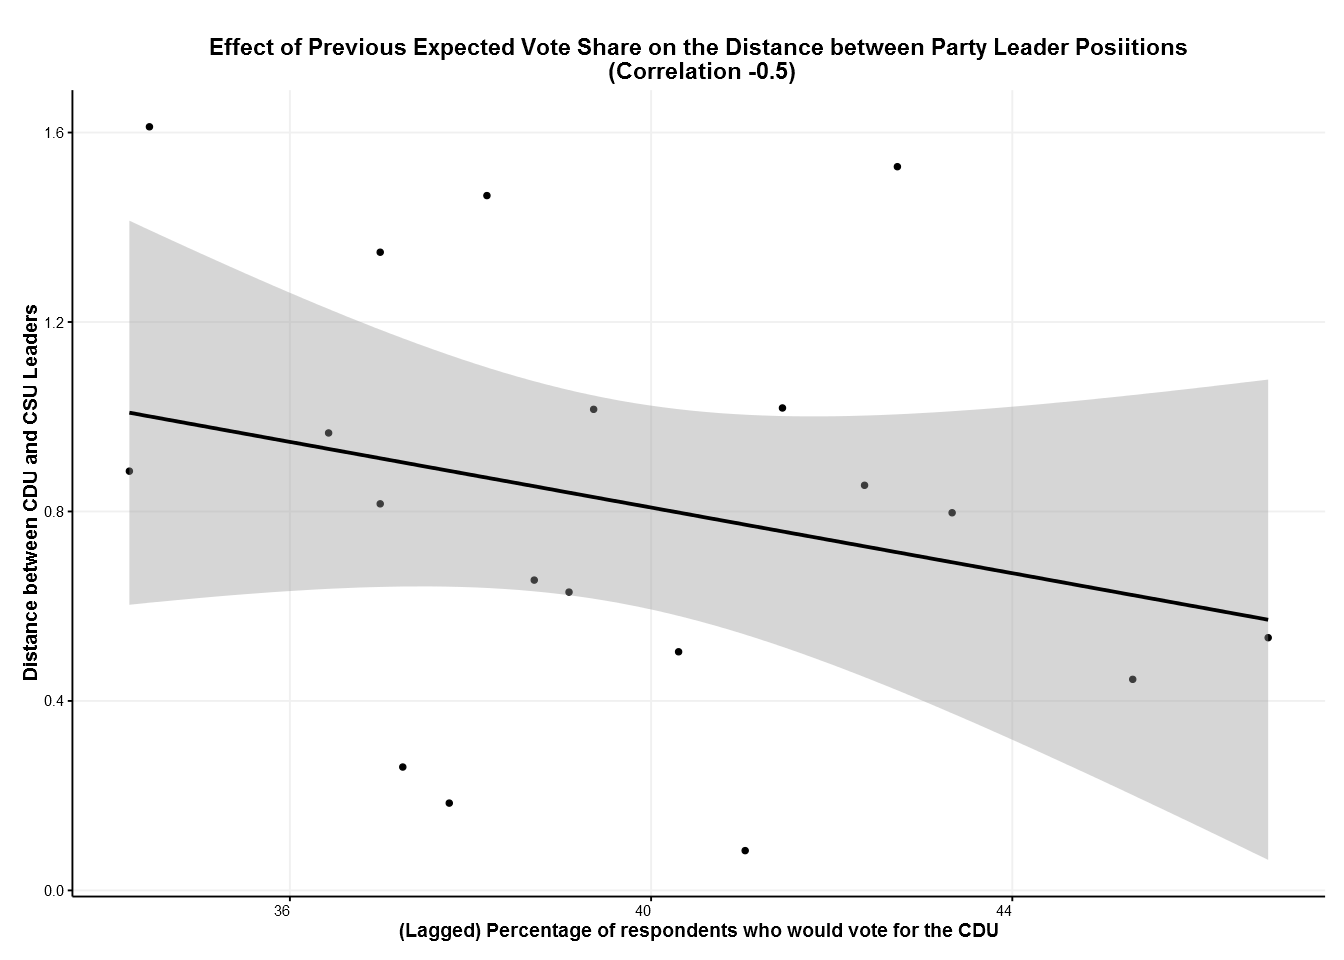 Effect of Previous Expected Vote Share on the Distance between Party Leader Posiitions
(Correlation -0.5)
Distance between CDU and CSU Leaders
1.6
1.2
0.8
0.4
0.0
36
40
44
(Lagged) Percentage of respondents who would vote for the CDU